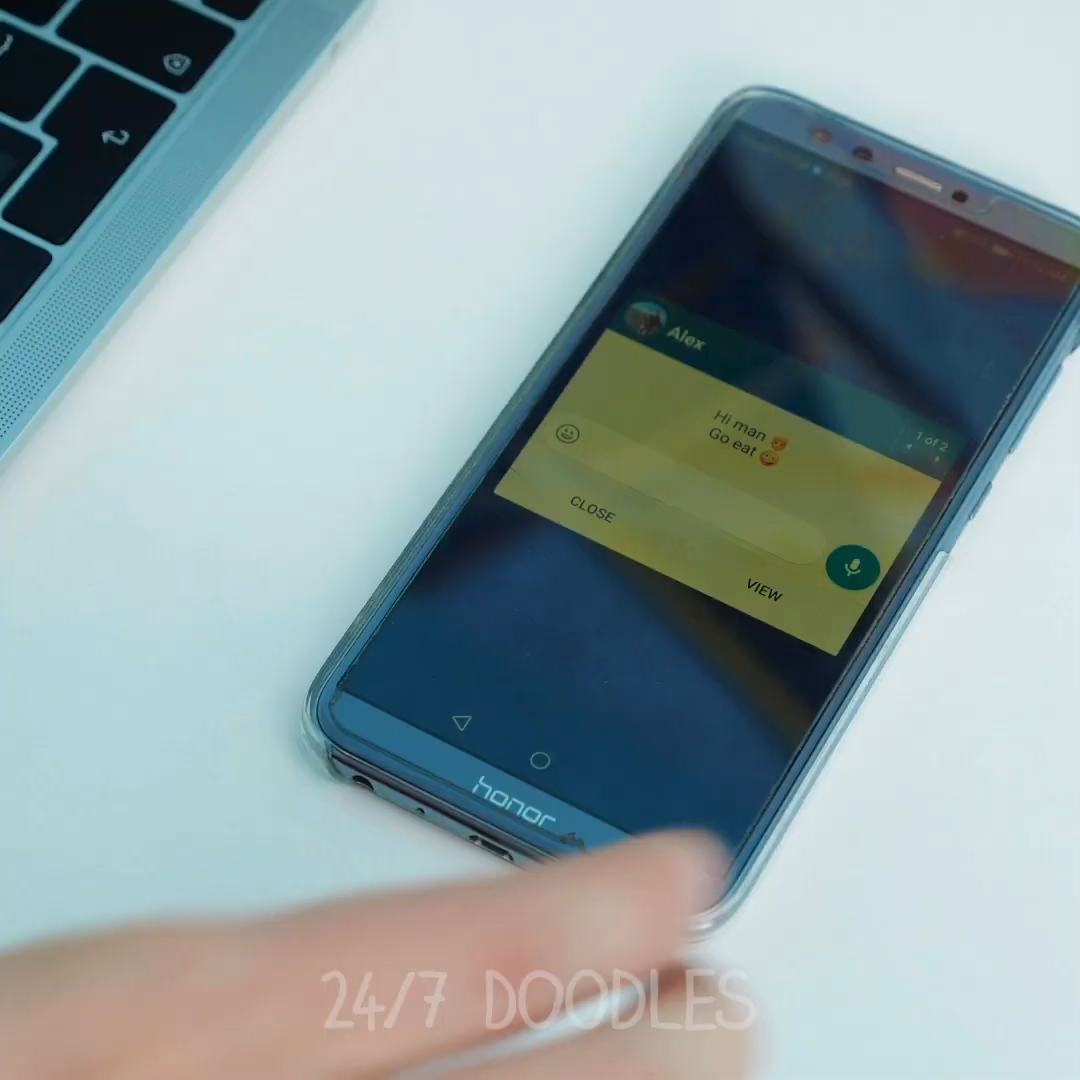 Alex
1 of 2
Hi man
Go eat
CLOSE
VIEW
honor
24/7 DOODLES